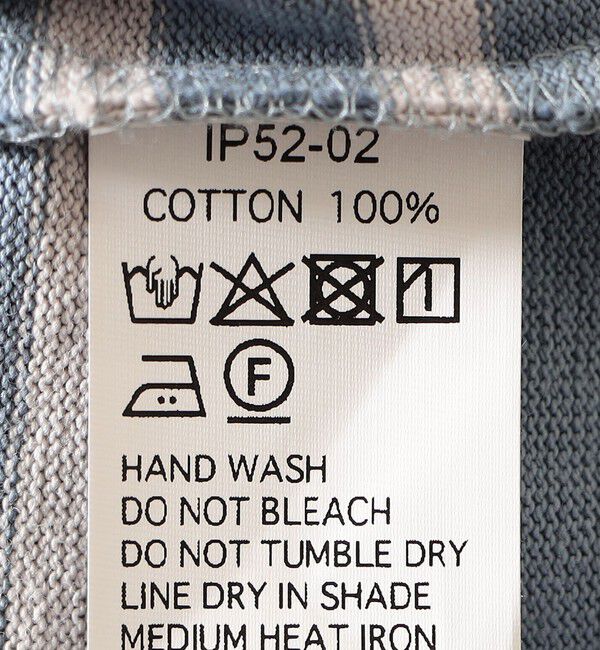 IP52-02
COTTON 100%
F
HAND WASH
DO NOT BLEACH
DO NOT TUMBLE DRY
LINE DRY IN SHADE
MEDIUM HEAT IRON